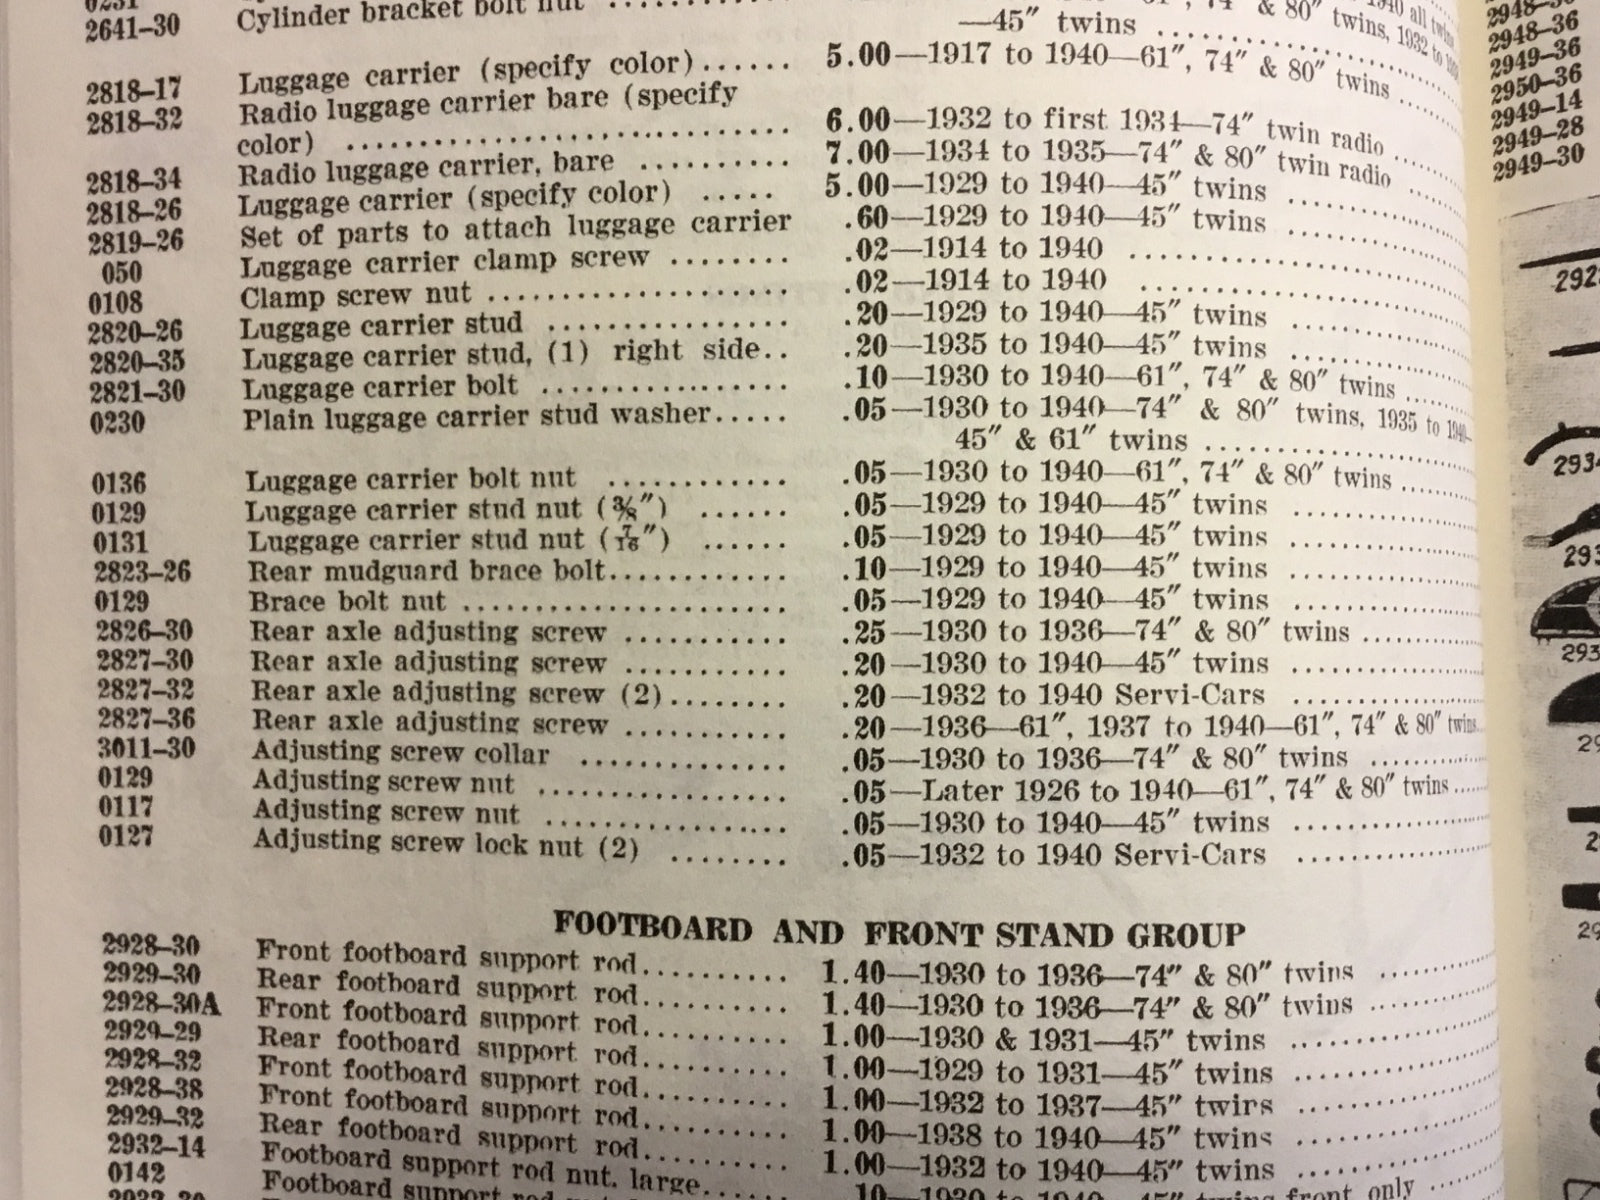 0231
2641–30 Cylinder bracket bolt nut ..........
—45″ twins ..........
2818–17 Luggage carrier (specify color)...... 5.00—1917 to 1940—61″, 74″ & 80″ twins ......
2818–32 Radio luggage carrier bare (specify
color) .............................. 6.00—1932 to first 1934—74″ twin radio ......
2818–34 Radio luggage carrier, bare .......... 7.00—1934 to 1935—74″ & 80″ twin radio ......
2818–26 Luggage carrier (specify color) ..... 5.00—1929 to 1940—45″ twins ..........
2819–26 Set of parts to attach luggage carrier .60—1929 to 1940—45″ twins ..........
050 Luggage carrier clamp screw ........ .02—1914 to 1940 ..........
0108 Clamp screw nut .................... .02—1914 to 1940 ..........
2820–26 Luggage carrier stud ................ .20—1929 to 1940—45″ twins ..........
2820–35 Luggage carrier stud, (1) right side.. .20—1935 to 1940—45″ twins ..........
2821–30 Luggage carrier bolt ................ .10—1930 to 1940—61″, 74″ & 80″ twins ......
0230 Plain luggage carrier stud washer..... .05—1930 to 1940—74″ & 80″ twins, 1935 to 1940—
45″ & 61″ twins ..........
0136 Luggage carrier bolt nut ............ .05—1930 to 1940—61″, 74″ & 80″ twins ......
0129 Luggage carrier stud nut (⅜″) ...... .05—1929 to 1940—45″ twins ..........
0131 Luggage carrier stud nut (7/16″) ...... .05—1929 to 1940—45″ twins ..........
2823–26 Rear mudguard brace bolt............ .10—1929 to 1940—45″ twins ..........
0129 Brace bolt nut ...................... .05—1929 to 1940—45″ twins ..........
2826–30 Rear axle adjusting screw ........... .25—1930 to 1936—74″ & 80″ twins ..........
2827–30 Rear axle adjusting screw ........... .20—1930 to 1940—45″ twins ..........
2827–32 Rear axle adjusting screw (2)........ .20—1932 to 1940 Servi-Cars ..........
2827–36 Rear axle adjusting screw ........... .20—1936—61″, 1937 to 1940—61″, 74″ & 80″ twins...
3011–30 Adjusting screw collar .............. .05—1930 to 1936—74″ & 80″ twins ..........
0129 Adjusting screw nut ................. .05—Later 1926 to 1940—61″, 74″ & 80″ twins ......
0117 Adjusting screw nut ................. .05—1930 to 1940—45″ twins ..........
0127 Adjusting screw lock nut (2) ........ .05—1932 to 1940 Servi-Cars ..........
FOOTBOARD AND FRONT STAND GROUP
2928–30 Front footboard support rod.......... 1.40—1930 to 1936—74″ & 80″ twins ......
2929–30 Rear footboard support rod.......... 1.40—1930 to 1936—74″ & 80″ twins ......
2928–30A Front footboard support rod.......... 1.00—1930 & 1931—45″ twins ..........
2929–29 Rear footboard support rod.......... 1.00—1929 to 1931—45″ twins ..........
2928–32 Front footboard support rod.......... 1.00—1932 to 1937—45″ twins ..........
2928–38 Front footboard support rod.......... 1.00—1938 to 1940—45″ twins ..........
2929–32 Rear footboard support rod.......... 1.00—1932 to 1940—45″ twins ..........
2932–14 Footboard support rod nut, large......
0142 Footboard support
front only
2948–36
2949–36
2950–36
2949–14
2949–28
2949–30